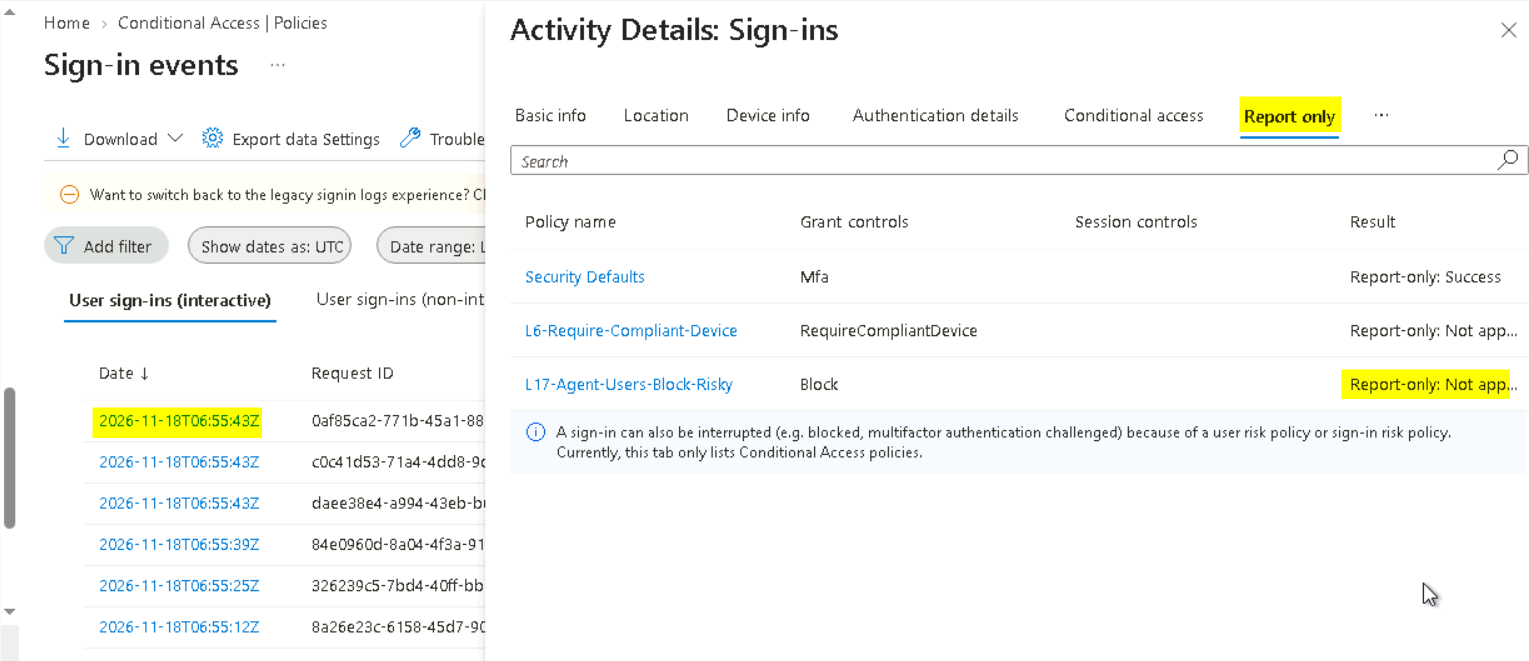 Home > Conditional Access | Policies
Sign-in events ...
Download
Export data Settings
Trouble
Want to switch back to the legacy signin logs experience? Cl
Add filter
Show dates as: UTC
Date range: L
User sign-ins (interactive)
User sign-ins (non-int
Date ↓ Request ID
2026-11-18T06:55:43Z 0af85ca2-771b-45a1-88
2026-11-18T06:55:43Z c0c41d53-71a4-4dd8-9c
2026-11-18T06:55:43Z daee38e4-a994-43eb-b
2026-11-18T06:55:39Z 84e0960d-8a04-4f3a-91
2026-11-18T06:55:25Z 326239c5-7bd4-40ff-bb
2026-11-18T06:55:12Z 8a26e23c-6158-45d7-90
Activity Details: Sign-ins
Basic info Location Device info Authentication details Conditional access Report only ...
Search
Policy name Grant controls Session controls Result
Security Defaults Mfa Report-only: Success
L6-Require-Compliant-Device RequireCompliantDevice Report-only: Not app...
L17-Agent-Users-Block-Risky Block Report-only: Not app...
A sign-in can also be interrupted (e.g. blocked, multifactor authentication challenged) because of a user risk policy or sign-in risk policy.
Currently, this tab only lists Conditional Access policies.